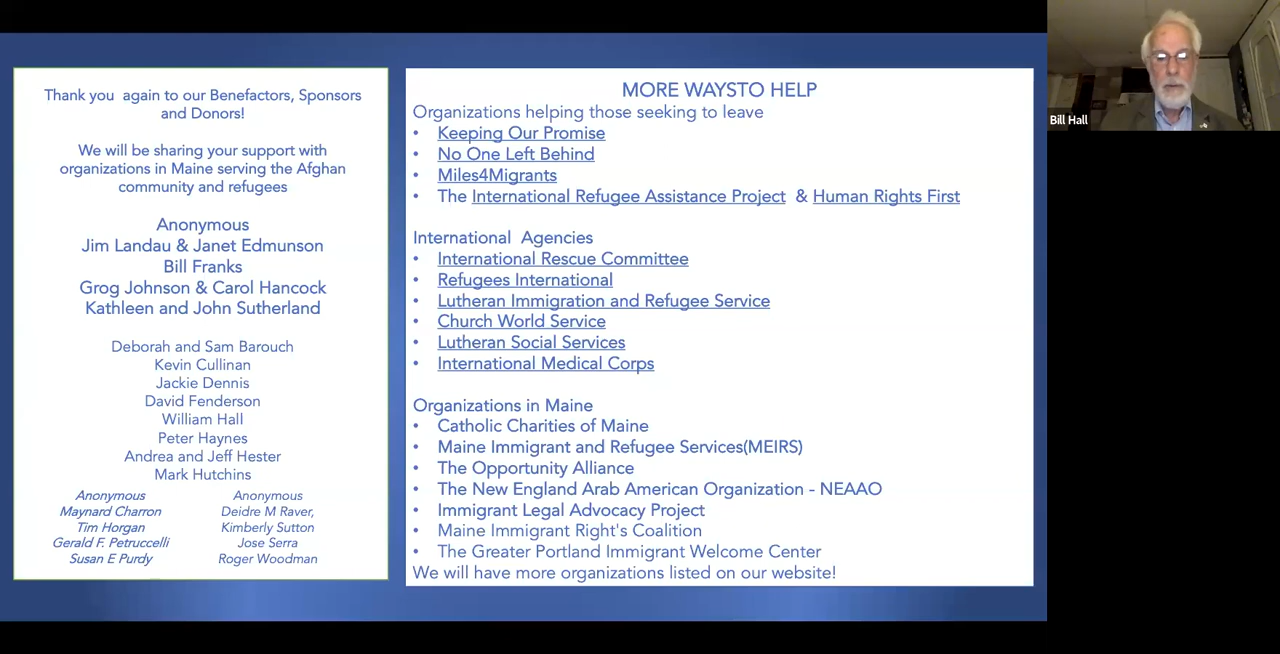 Thank you again to our Benefactors, Sponsors
and Donors!
We will be sharing your support with
organizations in Maine serving the Afghan
community and refugees
Anonymous
Jim Landau & Janet Edmunson
Bill Franks
Grog Johnson & Carol Hancock
Kathleen and John Sutherland
Deborah and Sam Barouch
Kevin Cullinan
Jackie Dennis
David Fenderson
William Hall
Peter Haynes
Andrea and Jeff Hester
Mark Hutchins
Anonymous
Maynard Charron
Tim Horgan
Gerald F. Petruccelli
Susan E Purdy
Anonymous
Deidre M Raver,
Kimberly Sutton
Jose Serra
Roger Woodman
MORE WAYSTO HELP
Organizations helping those seeking to leave
• Keeping Our Promise
• No One Left Behind
• Miles4Migrants
• The International Refugee Assistance Project & Human Rights First
International Agencies
• International Rescue Committee
• Refugees International
• Lutheran Immigration and Refugee Service
• Church World Service
• Lutheran Social Services
• International Medical Corps
Organizations in Maine
• Catholic Charities of Maine
• Maine Immigrant and Refugee Services(MEIRS)
• The Opportunity Alliance
• The New England Arab American Organization - NEAAO
• Immigrant Legal Advocacy Project
• Maine Immigrant Right's Coalition
• The Greater Portland Immigrant Welcome Center
We will have more organizations listed on our website!
Bill Hall